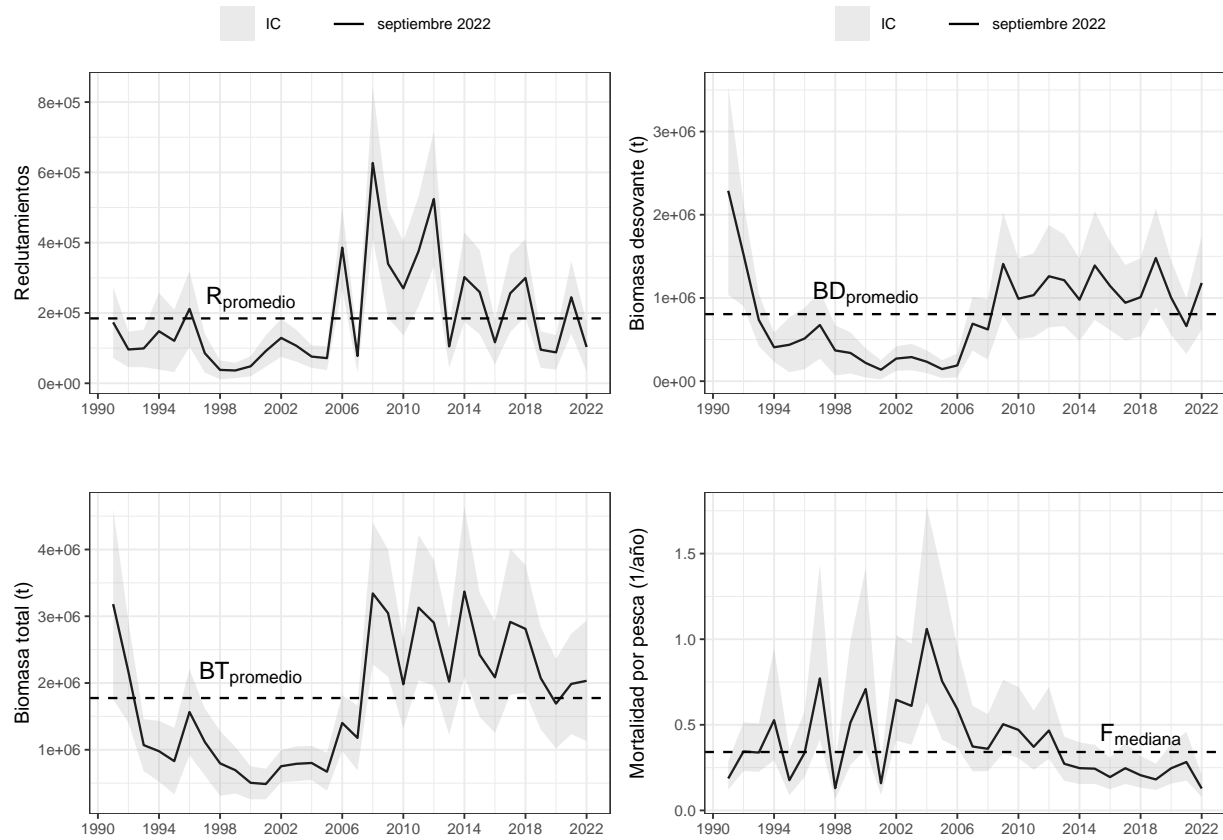 IC septiembre 2022
IC septiembre 2022
Reclutamientos
8e+05
6e+05
4e+05
2e+05
0e+00
Rpromedio
1990 1994 1998 2002 2006 2010 2014 2018 2022
Biomasa desovante (t)
3e+06
2e+06
1e+06
0e+00
BDpromedio
1990 1994 1998 2002 2006 2010 2014 2018 2022
Biomasa total (t)
4e+06
3e+06
2e+06
1e+06
BTpromedio
1990 1994 1998 2002 2006 2010 2014 2018 2022
Mortalidad por pesca (1/año)
1.5
1.0
0.5
0.0
Fmediana
1990 1994 1998 2002 2006 2010 2014 2018 2022